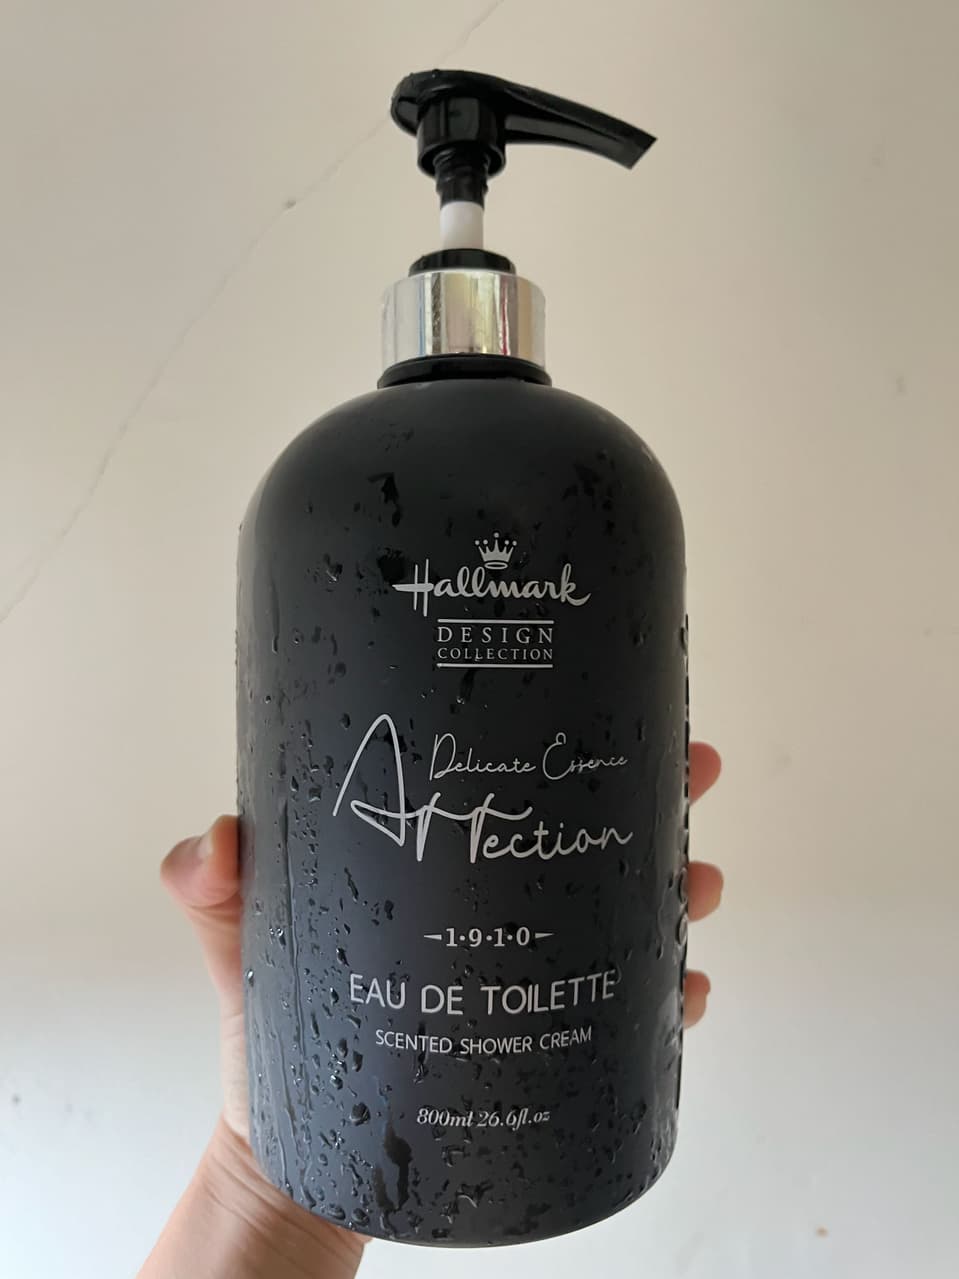 Hallmark
DESIGN
COLLECTION
Delicate Essence
Affection
1·9·1·0
EAU DE TOILETTE
SCENTED SHOWER CREAM
800ml 26.6fl.oz